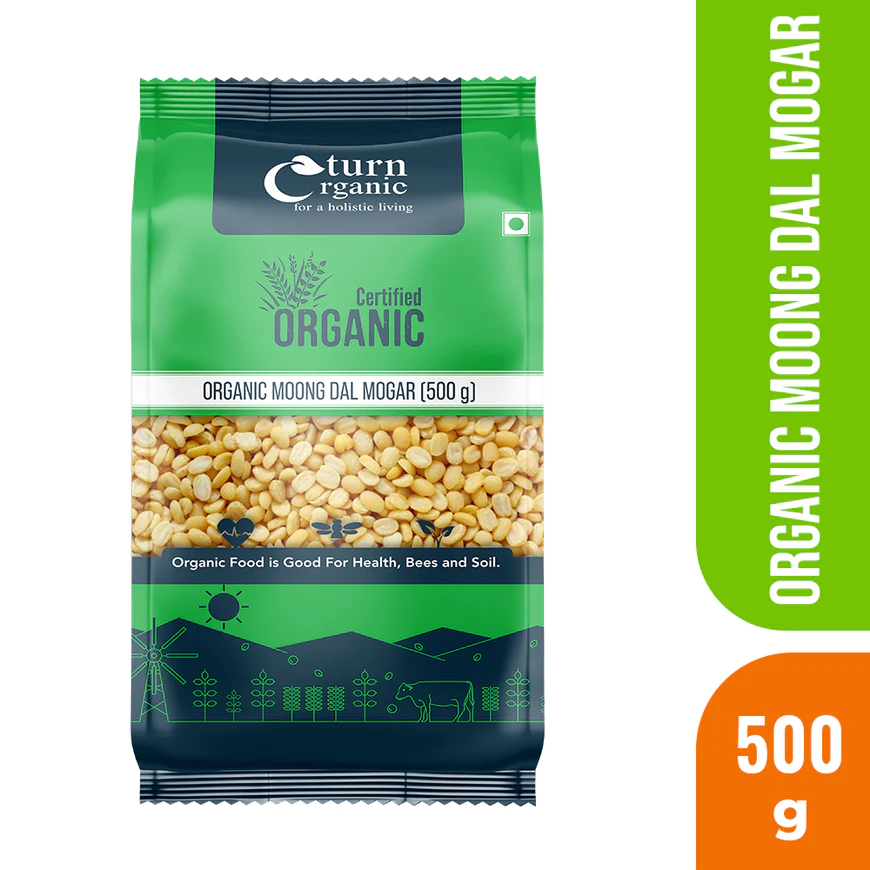 turn
Organic
for a holistic living
Certified
ORGANIC
ORGANIC MOONG DAL MOGAR (500 g)
Organic Food is Good For Health, Bees and Soil.
ORGANIC MOONG DAL MOGAR
500
g